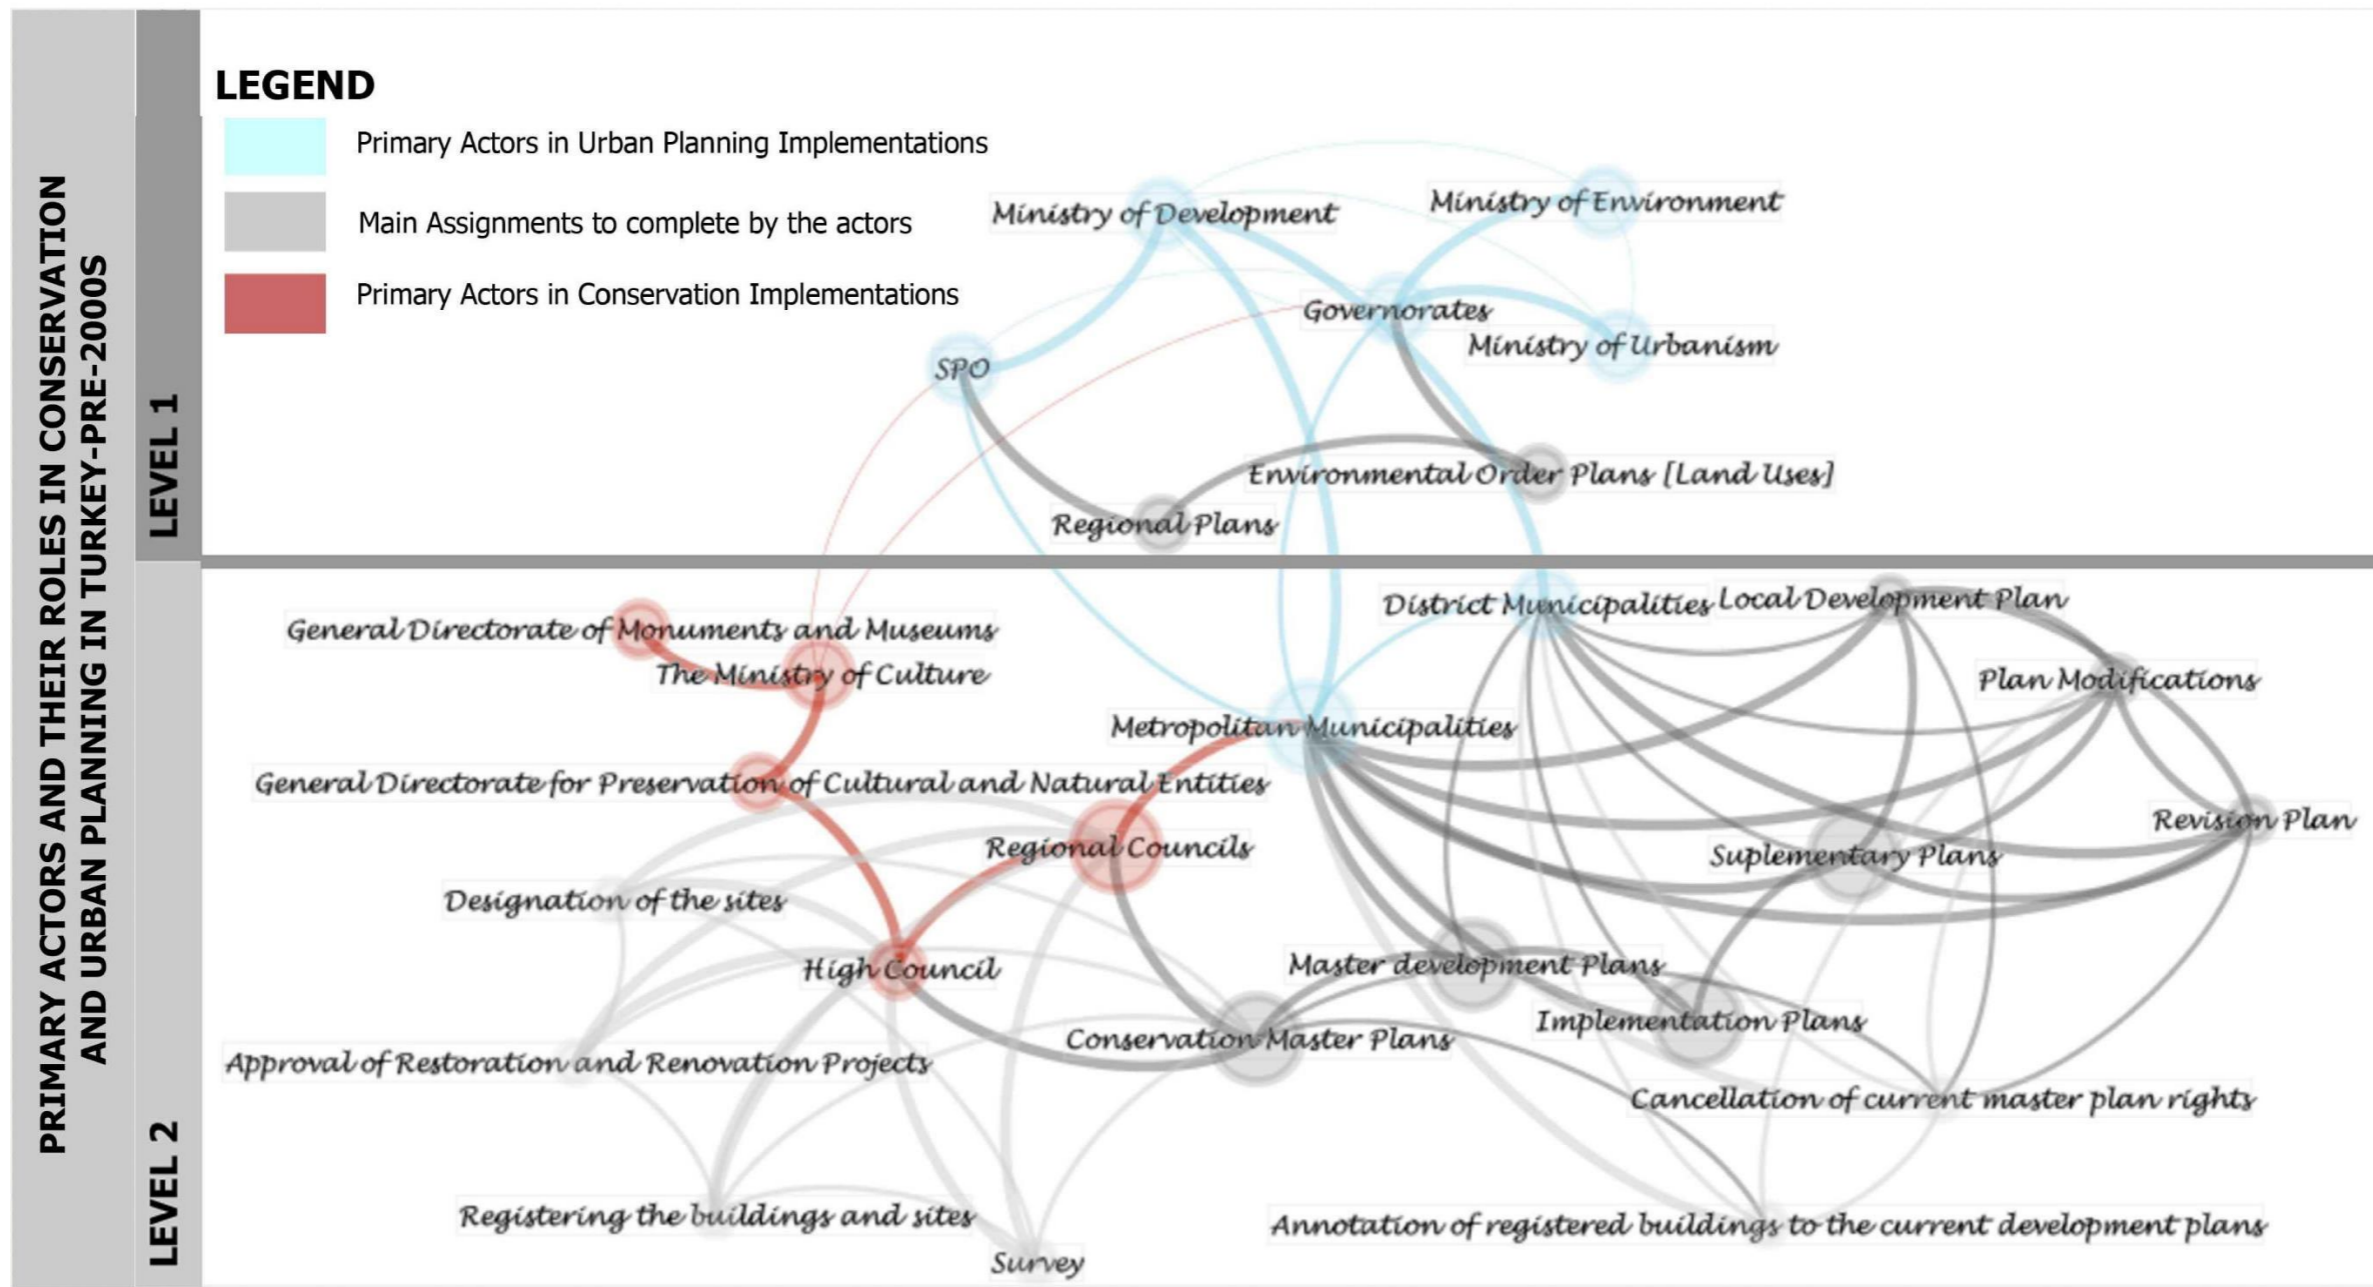 PRIMARY ACTORS AND THEIR ROLES IN CONSERVATION
AND URBAN PLANNING IN TURKEY-PRE-2000S
LEVEL 1
LEGEND
Primary Actors in Urban Planning Implementations
Main Assignments to complete by the actors
Primary Actors in Conservation Implementations
Ministry of Development
Ministry of Environment
Governorates
Ministry of Urbanism
SPO
Environmental Order Plans [Land Uses]
Regional Plans
LEVEL 2
General Directorate of Monuments and Museums
The Ministry of Culture
District Municipalities
Local Development Plan
Plan Modifications
Metropolitan Municipalities
General Directorate for Preservation of Cultural and Natural Entities
Revision Plan
Regional Councils
Suplementary Plans
Designation of the sites
High Council
Master development Plans
Implementation Plans
Conservation Master Plans
Approval of Restoration and Renovation Projects
Cancellation of current master plan rights
Registering the buildings and sites
Annotation of registered buildings to the current development plans
Survey